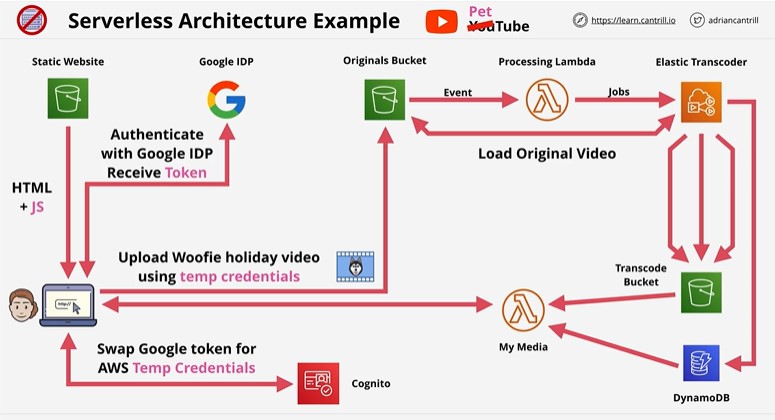 Serverless Architecture Example
Pet
YouTube
https://learn.cantrill.io
adriancantrill
Static Website
Google IDP
Originals Bucket
Processing Lambda
Elastic Transcoder
Event
Jobs
Authenticate
with Google IDP
Receive Token
Load Original Video
HTML
+ JS
Upload Woofie holiday video
using temp credentials
Transcode
Bucket
http://
My Media
Swap Google token for
AWS Temp Credentials
Cognito
DynamoDB